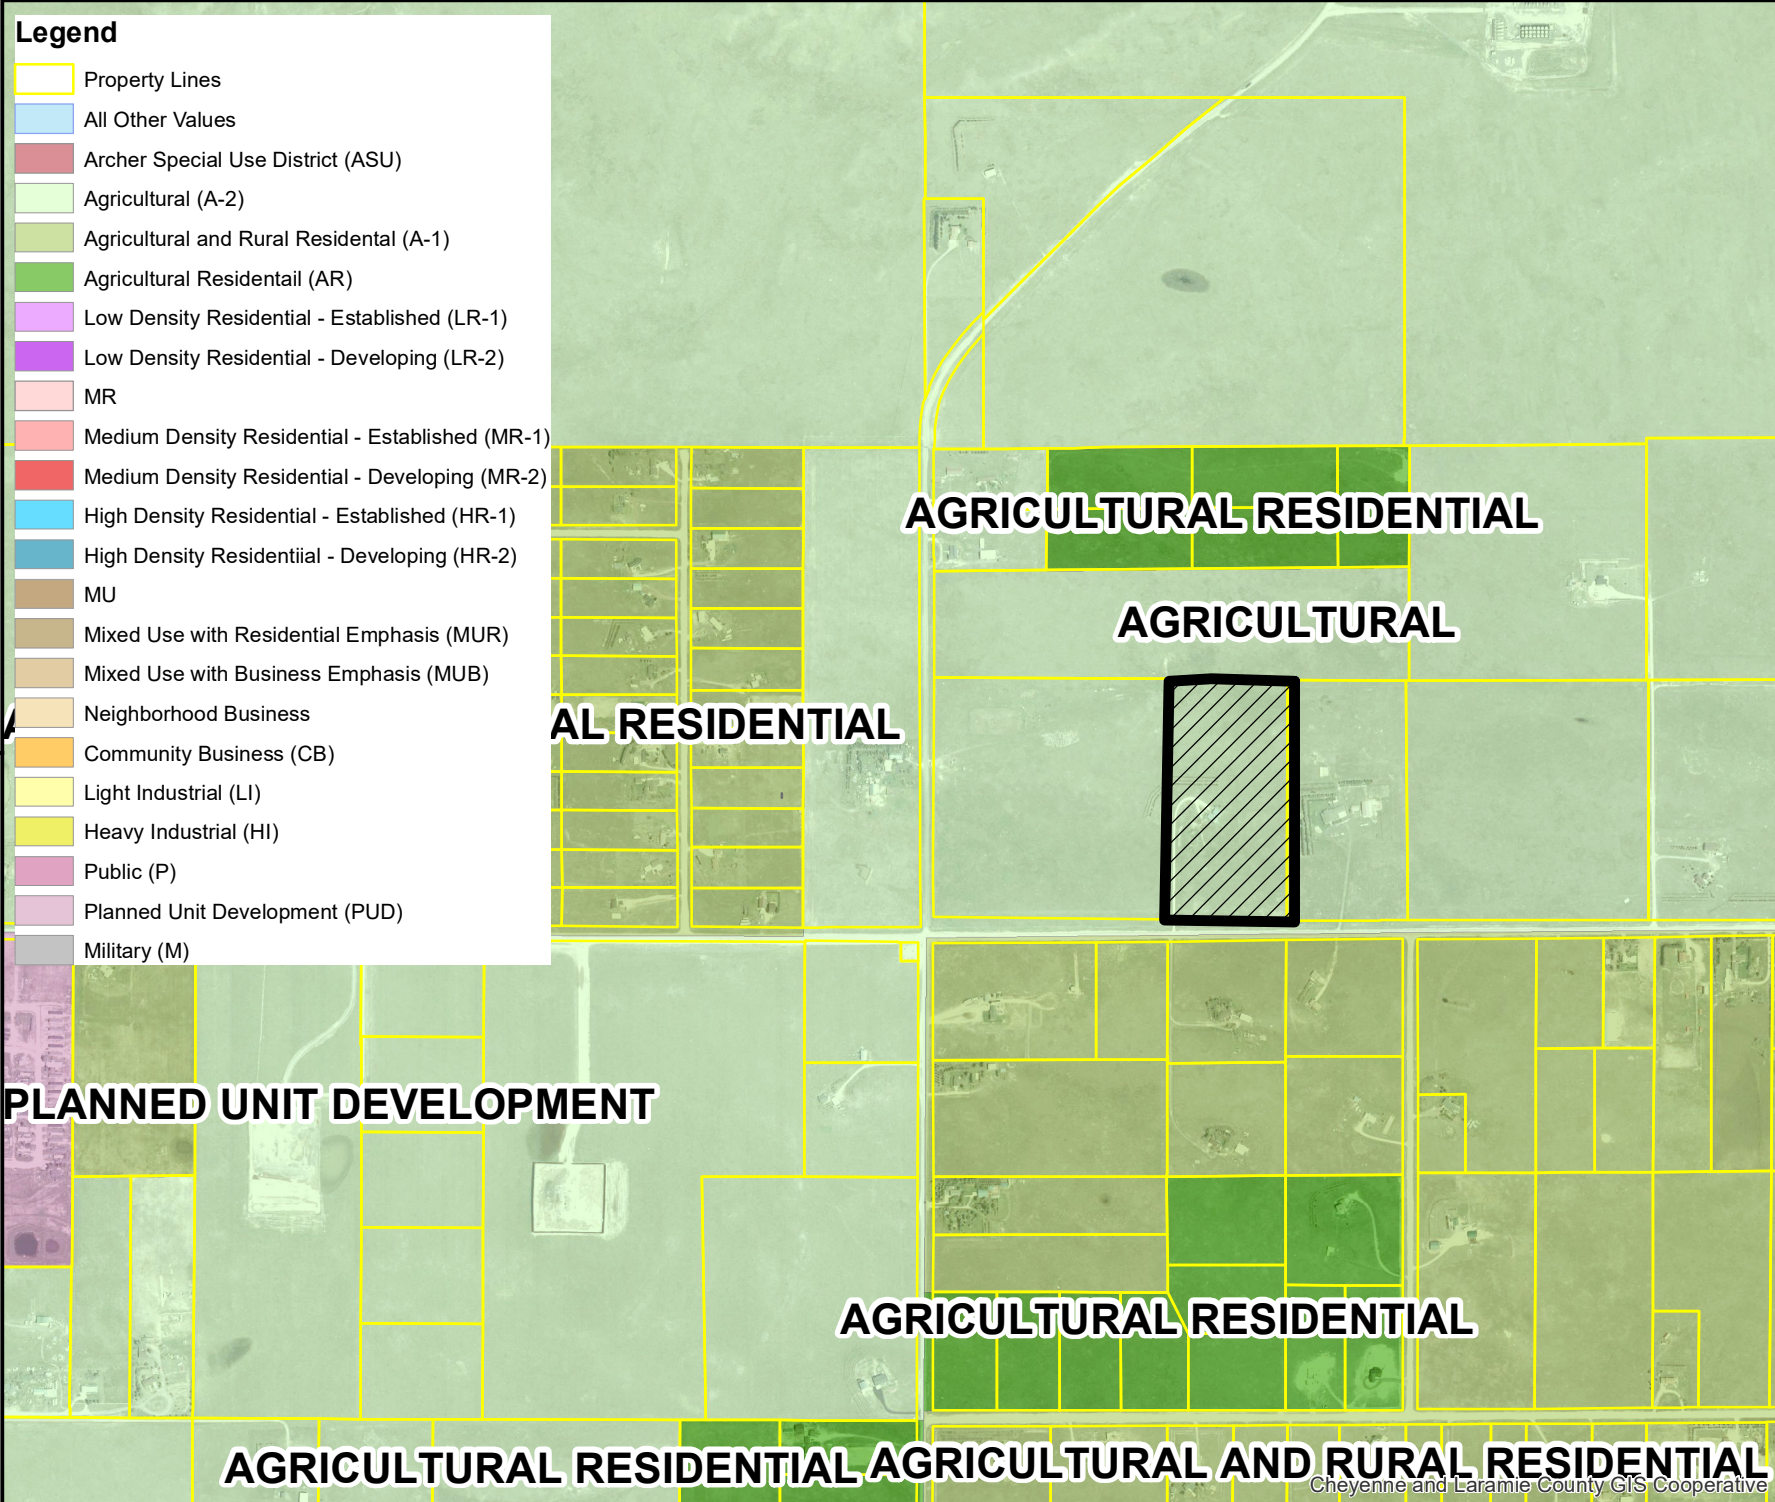 Legend
Property Lines
All Other Values
Archer Special Use District (ASU)
Agricultural (A-2)
Agricultural and Rural Residental (A-1)
Agricultural Residentail (AR)
Low Density Residential - Established (LR-1)
Low Density Residential - Developing (LR-2)
MR
Medium Density Residential - Established (MR-1)
Medium Density Residential - Developing (MR-2)
High Density Residential - Established (HR-1)
High Density Residentiial - Developing (HR-2)
MU
Mixed Use with Residential Emphasis (MUR)
Mixed Use with Business Emphasis (MUB)
Neighborhood Business
Community Business (CB)
Light Industrial (LI)
Heavy Industrial (HI)
Public (P)
Planned Unit Development (PUD)
Military (M)
AGRICULTURAL RESIDENTIAL
AGRICULTURAL
AL RESIDENTIAL
PLANNED UNIT DEVELOPMENT
AGRICULTURAL RESIDENTIAL
AGRICULTURAL RESIDENTIAL
AGRICULTURAL AND RURAL RESIDENTIAL
Cheyenne and Laramie County GIS Cooperative